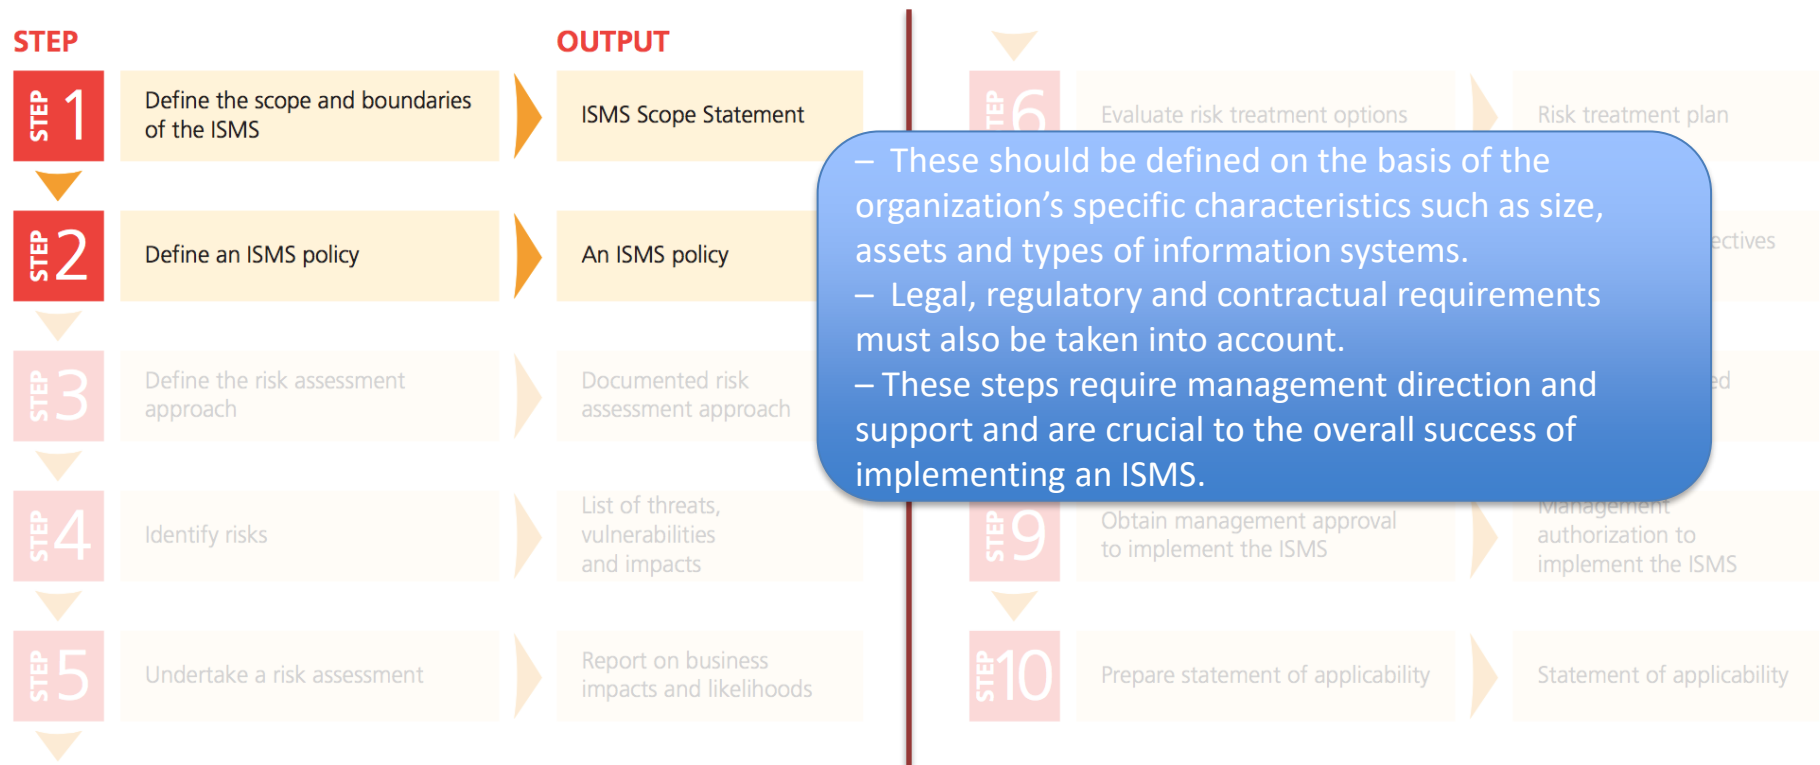 STEP
OUTPUT
STEP 1
Define the scope and boundaries
of the ISMS
ISMS Scope Statement
STEP 2
Define an ISMS policy
An ISMS policy
STEP 3
Define the risk assessment
approach
Documented risk
assessment approach
STEP 4
Identify risks
List of threats,
vulnerabilities
and impacts
STEP 5
Undertake a risk assessment
Report on business
impacts and likelihoods
STEP 6
Evaluate risk treatment options
Risk treatment plan
– These should be defined on the basis of the
organization’s specific characteristics such as size,
assets and types of information systems.
– Legal, regulatory and contractual requirements
must also be taken into account.
– These steps require management direction and
support and are crucial to the overall success of
implementing an ISMS.
STEP 9
Obtain management approval
to implement the ISMS
Management
authorization to
implement the ISMS
STEP 10
Prepare statement of applicability
Statement of applicability